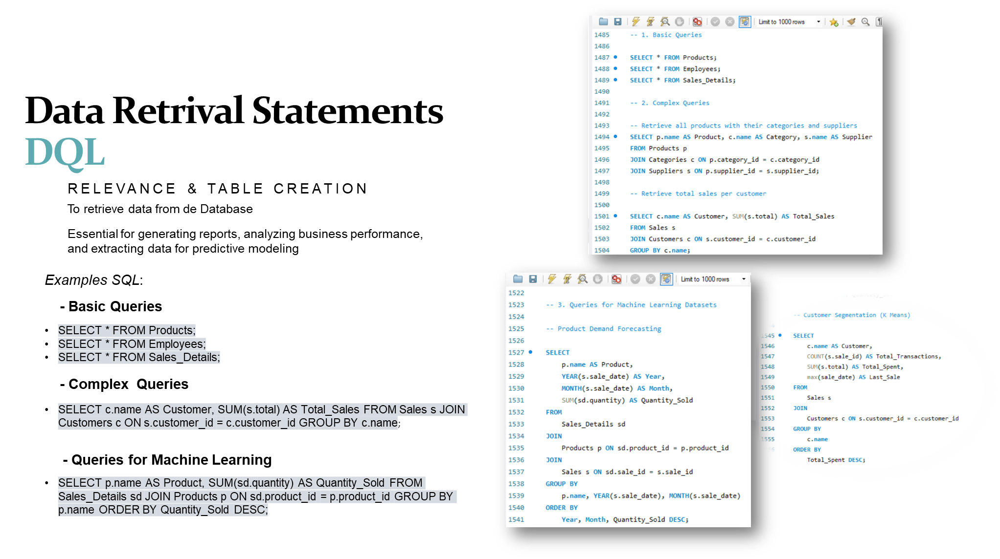 Data Retrival Statements
DQL
RELEVANCE & TABLE CREATION
To retrieve data from de Database
Essential for generating reports, analyzing business performance,
and extracting data for predictive modeling
Examples SQL:
- Basic Queries
• SELECT * FROM Products;
• SELECT * FROM Employees;
• SELECT * FROM Sales_Details;
- Complex Queries
• SELECT c.name AS Customer, SUM(s.total) AS Total_Sales FROM Sales s JOIN
Customers c ON s.customer_id = c.customer_id GROUP BY c.name;
- Queries for Machine Learning
• SELECT p.name AS Product, SUM(sd.quantity) AS Quantity_Sold FROM
Sales_Details sd JOIN Products p ON sd.product_id = p.product_id GROUP BY
p.name ORDER BY Quantity_Sold DESC;
Limit to 1000 rows
1485 -- 1. Basic Queries
1486
1487 SELECT * FROM Products;
1488 SELECT * FROM Employees;
1489 SELECT * FROM Sales_Details;
1490
1491 -- 2. Complex Queries
1492
1493 -- Retrieve all products with their categories and suppliers
1494 SELECT p.name AS Product, c.name AS Category, s.name AS Supplier
1495 FROM Products p
1496 JOIN Categories c ON p.category_id = c.category_id
1497 JOIN Suppliers s ON p.supplier_id = s.supplier_id;
1498
1499 -- Retrieve total sales per customer
1500
1501 SELECT c.name AS Customer, SUM(s.total) AS Total_Sales
1502 FROM Sales s
1503 JOIN Customers c ON s.customer_id = c.customer_id
1504 GROUP BY c.name;
Limit to 1000 rows
1522
1523 -- 3. Queries for Machine Learning Datasets
1524
1525 -- Product Demand Forecasting
1526
1527 SELECT
1528 p.name AS Product,
1529 YEAR(s.sale_date) AS Year,
1530 MONTH(s.sale_date) AS Month,
1531 SUM(sd.quantity) AS Quantity_Sold
1532 FROM
1533 Sales_Details sd
1534 JOIN
1535 Products p ON sd.product_id = p.product_id
1536 JOIN
1537 Sales s ON sd.sale_id = s.sale_id
1538 GROUP BY
1539 p.name, YEAR(s.sale_date), MONTH(s.sale_date)
1540 ORDER BY
1541 Year, Month, Quantity_Sold DESC;
-- Customer Segmentation (K Means)
1545 SELECT
1546 c.name AS Customer,
1547 COUNT(s.sale_id) AS Total_Transactions,
1548 SUM(s.total) AS Total_Spent,
1549 max(sale_date) AS Last_Sale
1550 FROM
1551 Sales s
1552 JOIN
1553 Customers c ON s.customer_id = c.customer_id
1554 GROUP BY
1555 c.name
ORDER BY
Total_Spent DESC;